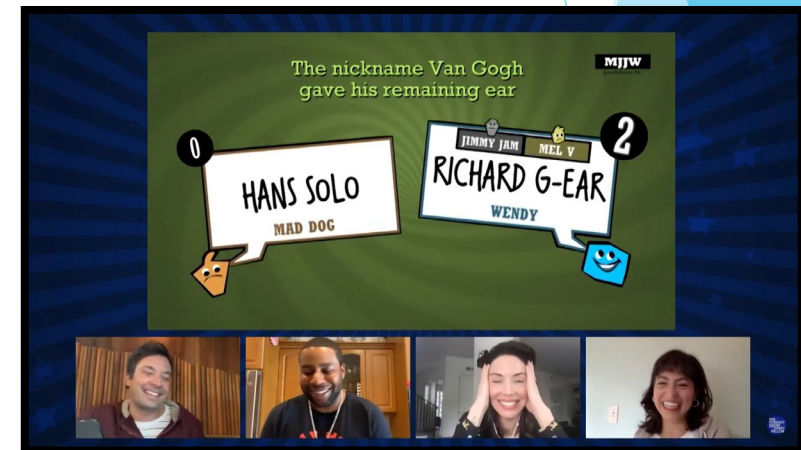 The nickname Van Gogh
gave his remaining ear
MJJW
0
HANS SOLO
MAD DOG
JIMMY JAM
MEL V
2
RICHARD G-EAR
WENDY